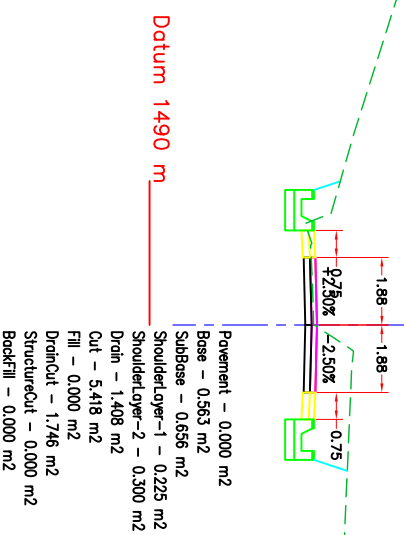 1.88
1.88
0.75
0.75
+2.50%
-2.50%
Datum 1490 m
Pavement - 0.000 m2
Base - 0.563 m2
SubBase - 0.656 m2
ShoulderLayer-1 - 0.225 m2
ShoulderLayer-2 - 0.300 m2
Drain - 1.408 m2
Cut - 5.418 m2
Fill - 0.000 m2
DrainCut - 1.746 m2
StructureCut - 0.000 m2
BackFill - 0.000 m2